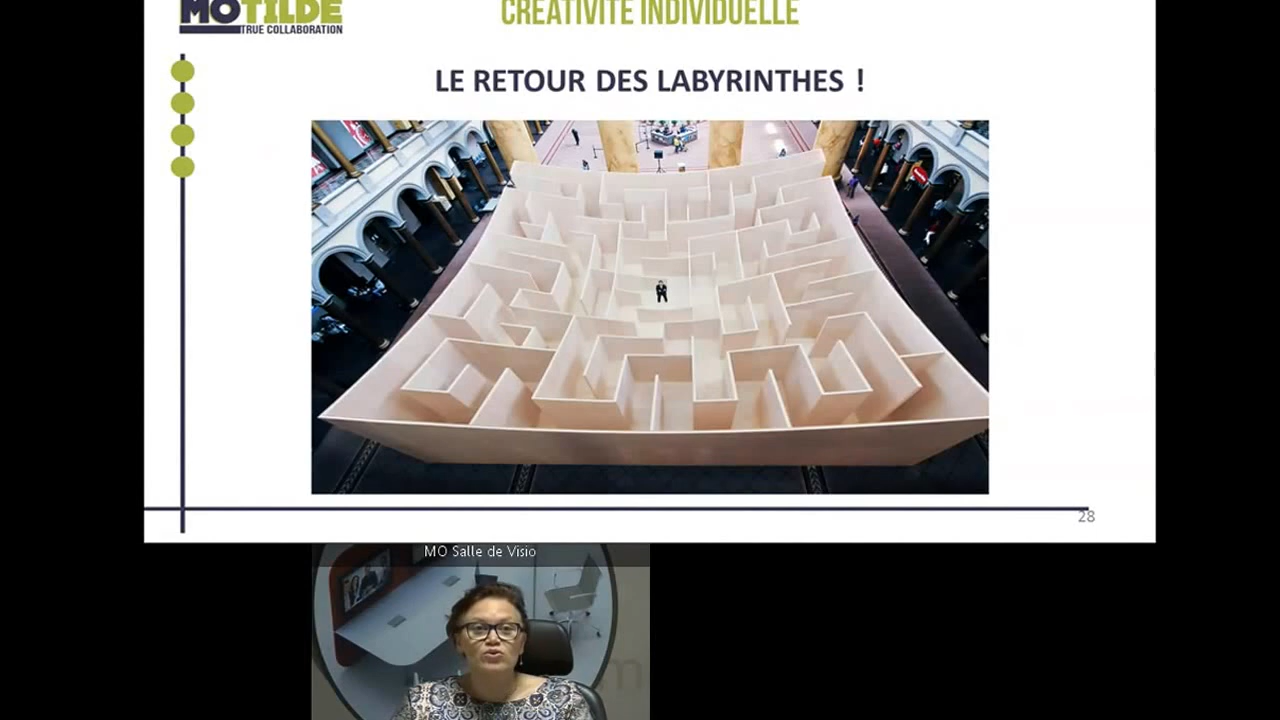 MOTILDE
TRUE COLLABORATION
CRÉATIVITÉ INDIVIDUELLE
LE RETOUR DES LABYRINTHES !
28
MO Salle de Visio